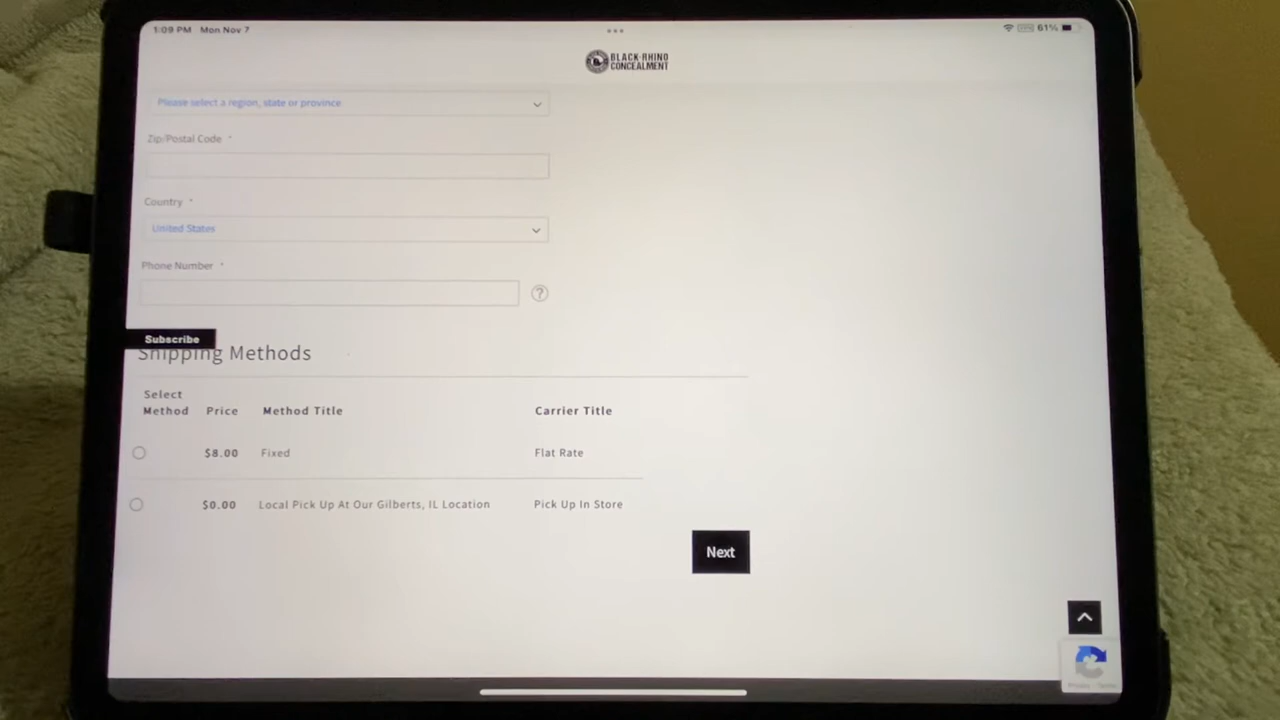 1:09 PM Mon Nov 7
61%
BLACK RHINO
CONCEALMENT
Please select a region, state or province
Zip/Postal Code *
Country *
United States
Phone Number *
?
Subscribe
Shipping Methods
Select
Method Price Method Title Carrier Title
$8.00 Fixed Flat Rate
$0.00 Local Pick Up At Our Gilberts, IL Location Pick Up In Store
Next
Privacy - Terms